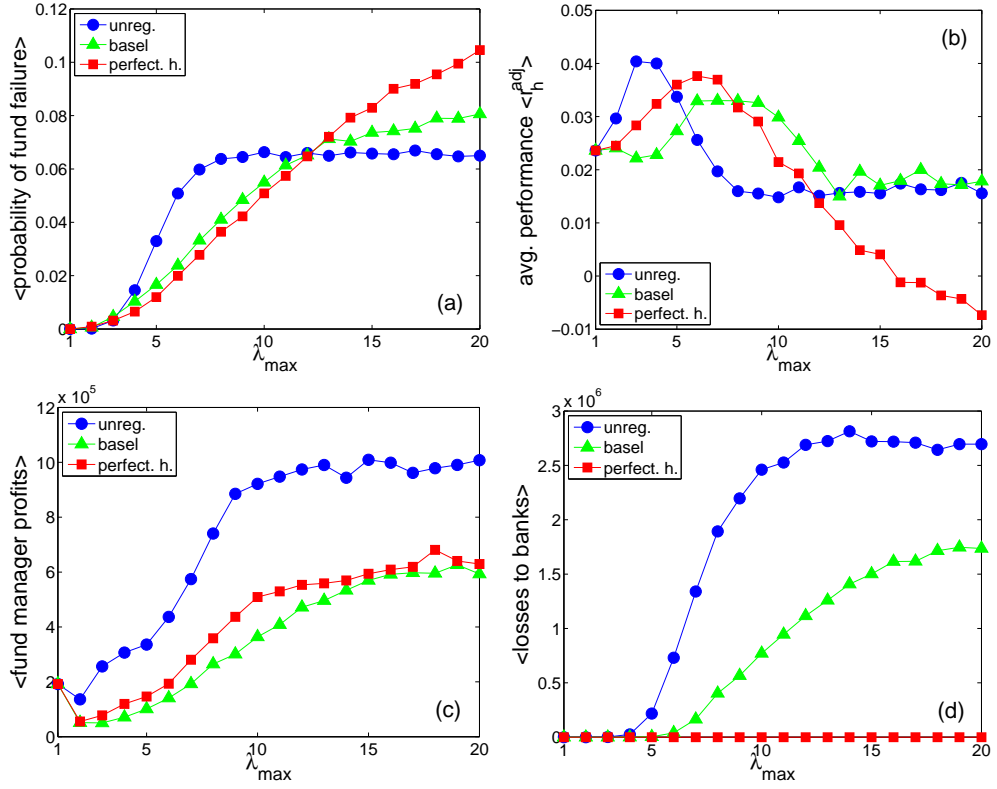 unreg.
basel
perfect. h.
(a)
<probability of fund failure>
0.12
0.1
0.08
0.06
0.04
0.02
0
1 5 10 15 20
λmax
unreg.
basel
perfect. h.
(b)
avg. performance <r_h^adj>
0.05
0.04
0.03
0.02
0.01
0
−0.01
1 5 10 15 20
λmax
x 10^5
unreg.
basel
perfect. h.
(c)
<fund manager profits>
12
10
8
6
4
2
0
1 5 10 15 20
λmax
x 10^6
unreg.
basel
perfect. h.
(d)
<losses to banks>
3
2.5
2
1.5
1
0.5
0
1 5 10 15 20
λmax